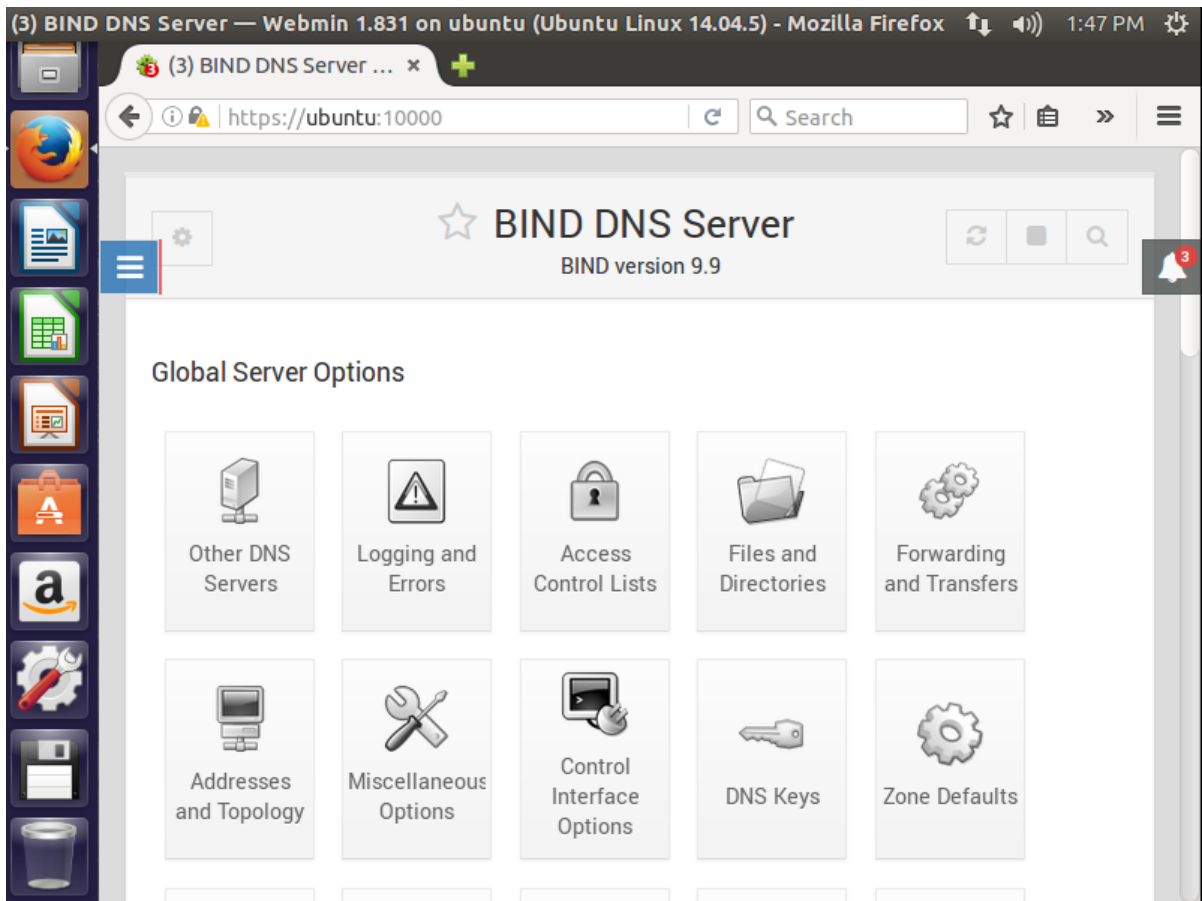 (3) BIND DNS Server — Webmin 1.831 on ubuntu (Ubuntu Linux 14.04.5) - Mozilla Firefox 1:47 PM
(3) BIND DNS Server ... ×
https://ubuntu:10000 Search
BIND DNS Server
BIND version 9.9
3
Global Server Options
Other DNS
Servers
Logging and
Errors
Access
Control Lists
Files and
Directories
Forwarding
and Transfers
Addresses
and Topology
Miscellaneous
Options
Control
Interface
Options
DNS Keys
Zone Defaults